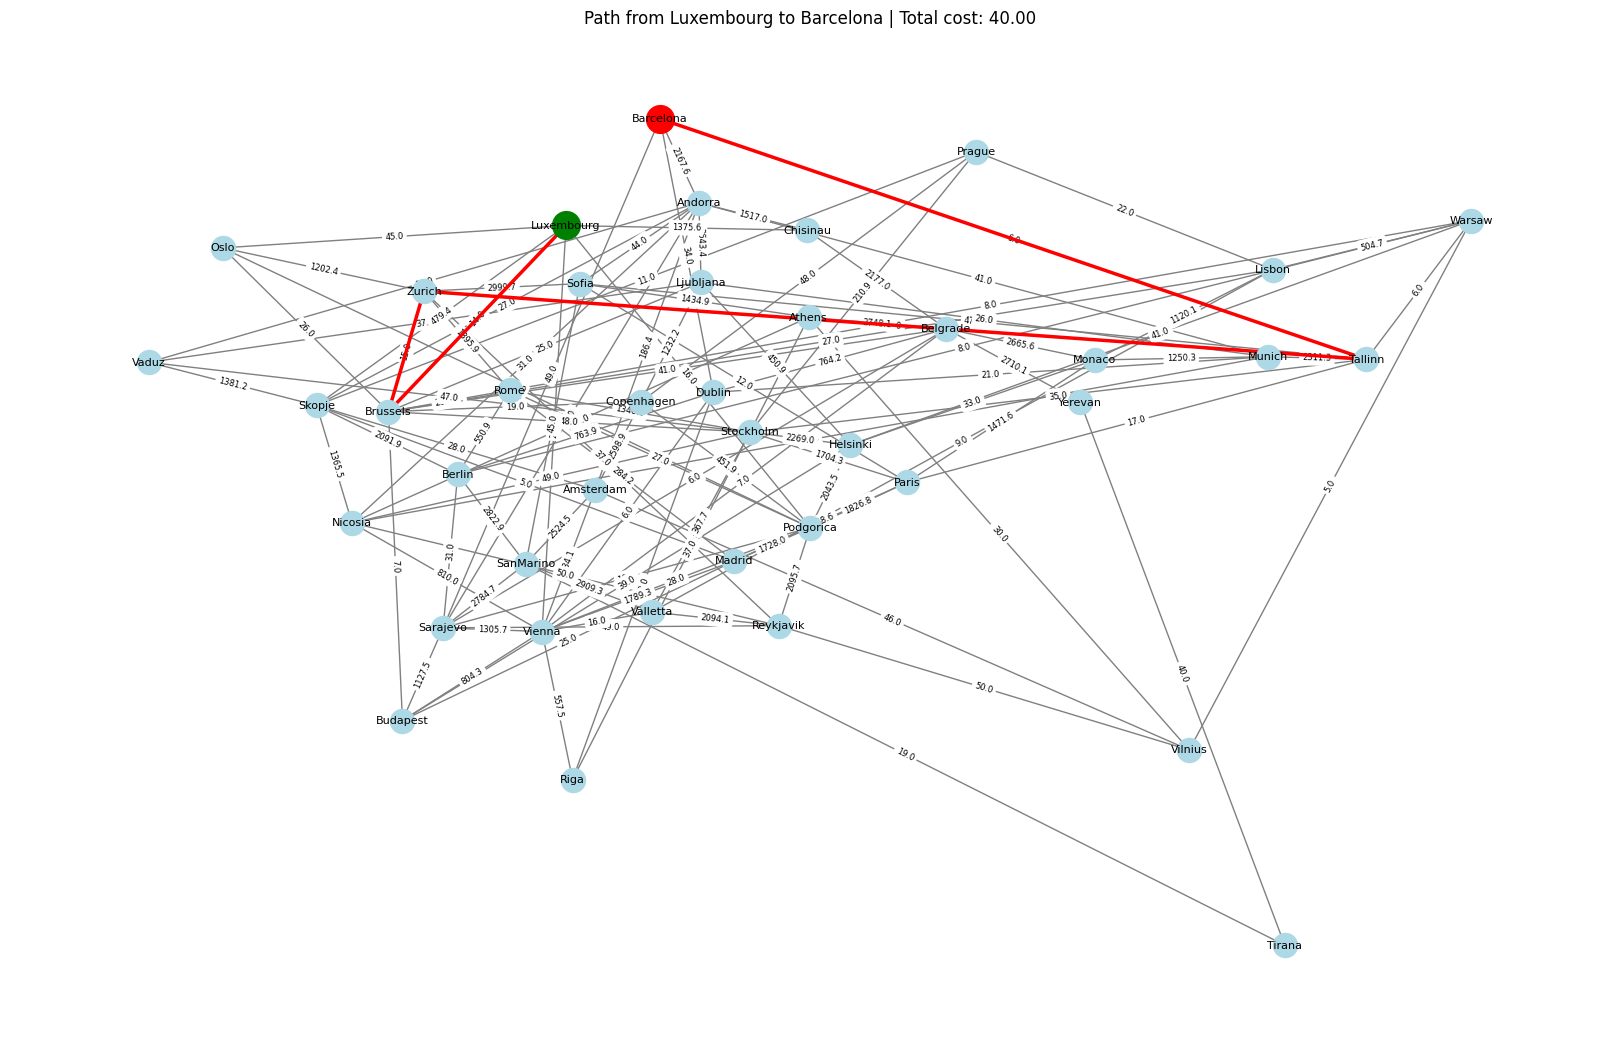 Path from Luxembourg to Barcelona | Total cost: 40.00
Barcelona
Prague
2167.6
Andorra
22.0
Luxembourg
1375.6
1517.0
Chisinau
Warsaw
Oslo
45.0
44.0
34.0
6.0
504.7
1202.4
11.0
48.0
2177.0
41.0
Lisbon
Zurich
Sofia
Ljubljana
210.9
6.0
1434.9
27.0
8.0
1120.1
479.4
Athens
26.0
26.0
Belgrade
2748.1
27.0
2665.6
41.0
Vaduz
25.0
1232.2
186.4
764.2
8.0
Monaco
1250.3
Munich
Tallinn
31.0
41.0
450.9
2710.1
1381.2
49.0
16.0
12.0
21.0
Rome
Dublin
Skopje
Brussels
47.0
19.0
Copenhagen
33.0
35.0
Yerevan
48.0
763.9
Stockholm
2269.0
Helsinki
9.0
1471.6
17.0
2091.9
28.0
550.9
45.0
1704.3
1365.5
37.0
284.2
27.0
451.9
Berlin
49.0
6.0
7.0
Paris
5.0
5.0
Amsterdam
2043.5
1826.8
Nicosia
2822.9
2524.5
6.0
367.7
Podgorica
30.0
31.0
37.0
1728.0
SanMarino
Madrid
7.0
810.0
50.0
2909.3
39.0
28.0
2095.7
2784.7
1789.3
Valletta
2094.1
46.0
Sarajevo
1305.7
Vienna
16.0
Reykjavik
25.0
1127.5
804.3
40.0
557.5
50.0
Budapest
Vilnius
19.0
Riga
Tirana